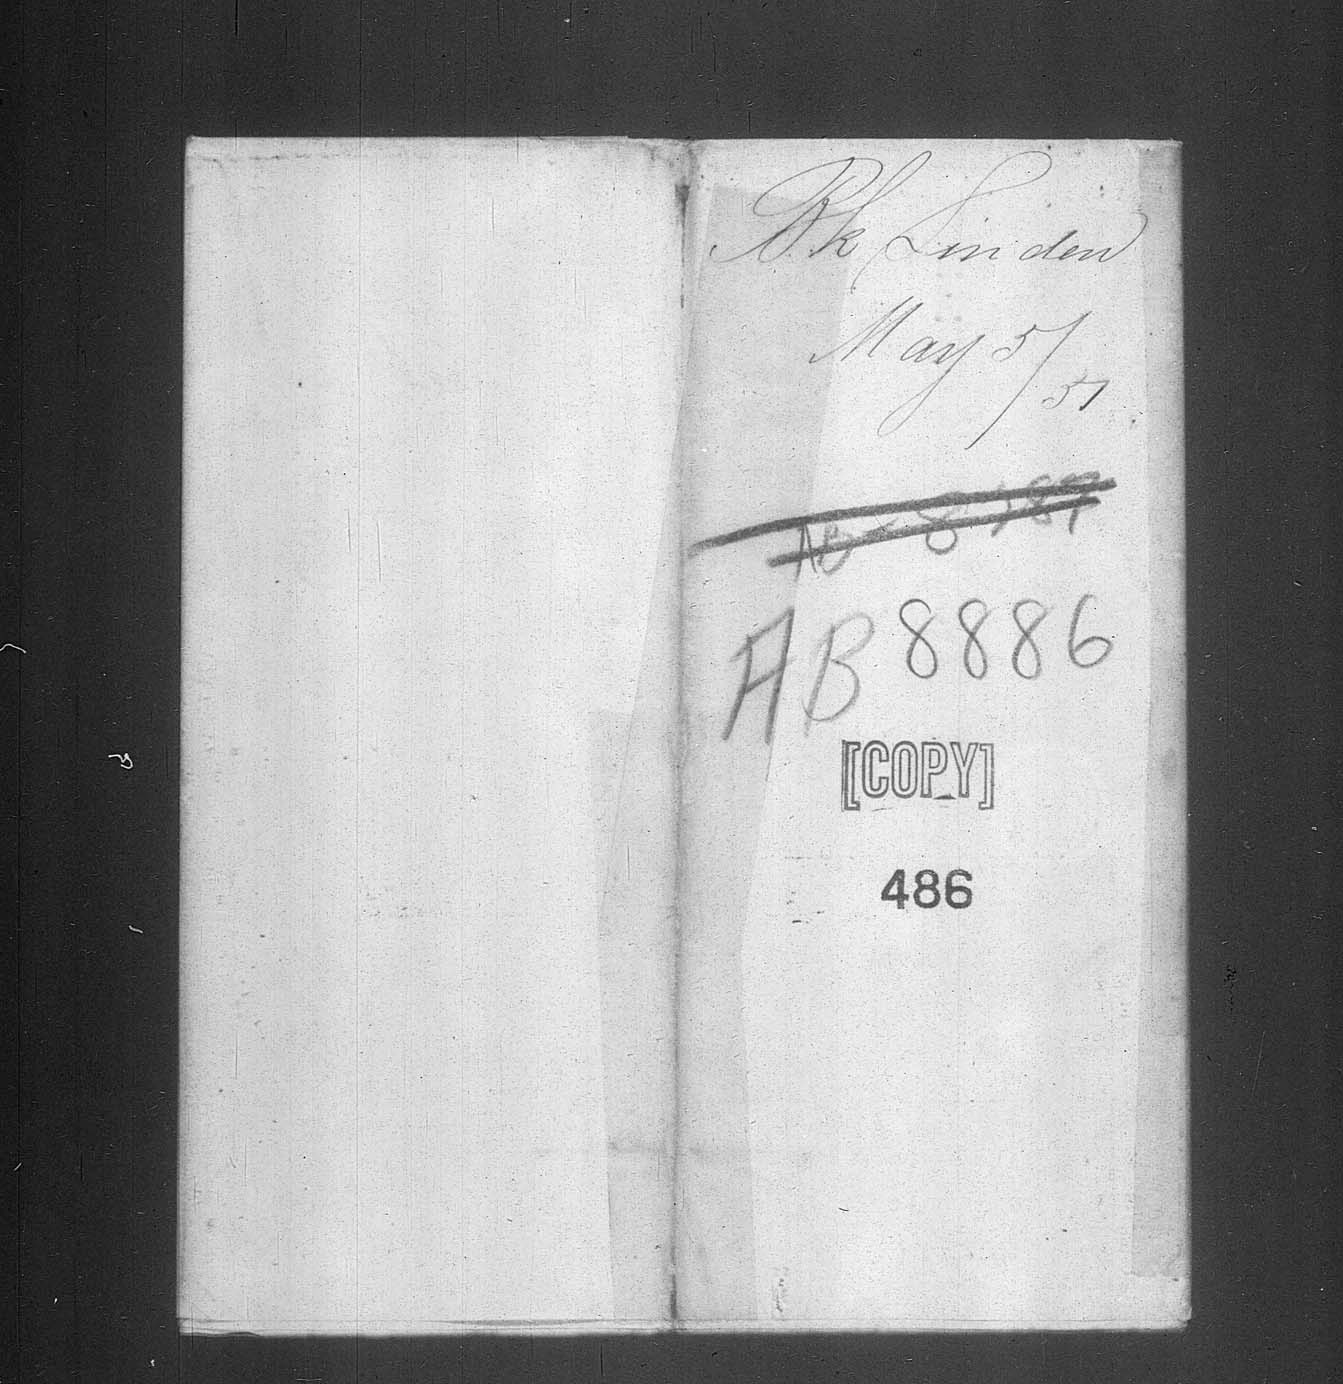 Bk Linden
May 5/51
AB 8886
[COPY]
486